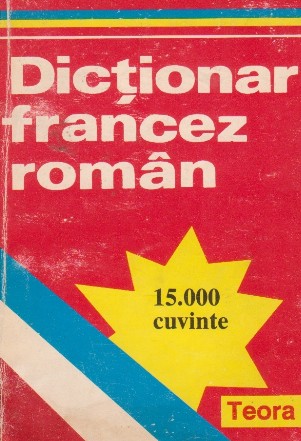 Dicţionar
francez
român
15.000
cuvinte
Teora